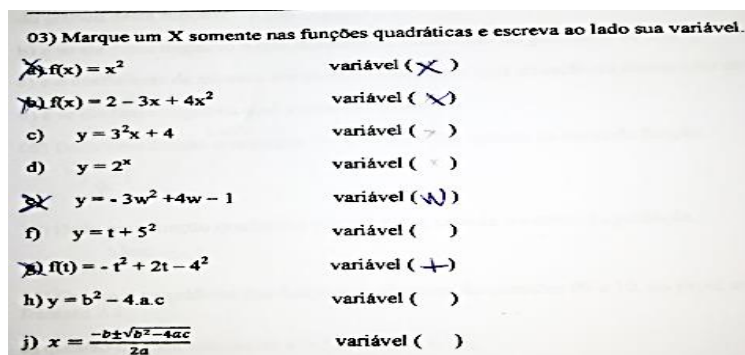 03) Marque um X somente nas funções quadráticas e escreva ao lado sua variável.
a) f(x) = x² variável ( X )
b) f(x) = 2 – 3x + 4x² variável ( X )
c) y = 3²x + 4 variável ( )
d) y = 2ˣ variável ( )
e) y = - 3w² +4w – 1 variável ( W )
f) y = t + 5² variável ( )
g) f(t) = - t² + 2t – 4² variável ( t )
h) y = b² – 4.a.c variável ( )
j) x = (-b±√b²-4ac)/2a variável ( )